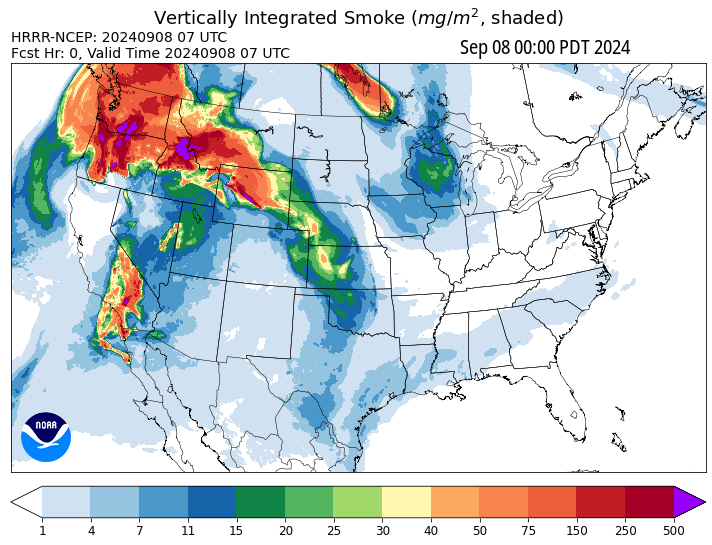 Vertically Integrated Smoke (mg/m², shaded)
HRRR-NCEP: 20240908 07 UTC
Fcst Hr: 0, Valid Time 20240908 07 UTC
Sep 08 00:00 PDT 2024
NOAA
1 4 7 11 15 20 25 30 40 50 75 150 250 500